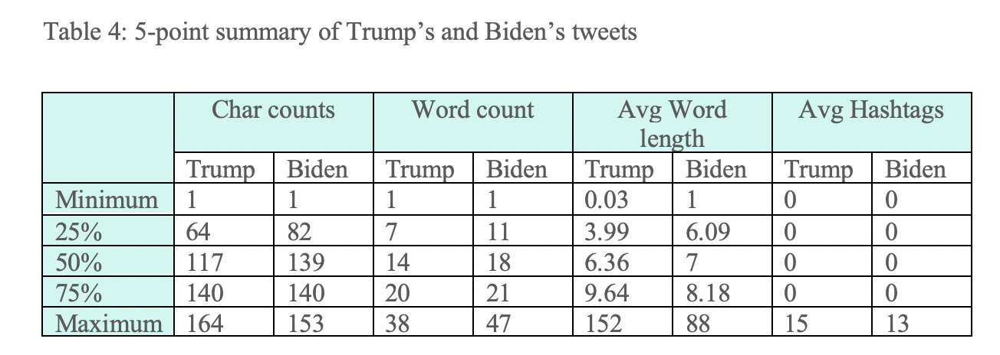 Table 4: 5-point summary of Trump’s and Biden’s tweets
Char counts Word count Avg Word length Avg Hashtags
Trump Biden Trump Biden Trump Biden Trump Biden
Minimum 1 1 1 1 0.03 1 0 0
25% 64 82 7 11 3.99 6.09 0 0
50% 117 139 14 18 6.36 7 0 0
75% 140 140 20 21 9.64 8.18 0 0
Maximum 164 153 38 47 152 88 15 13